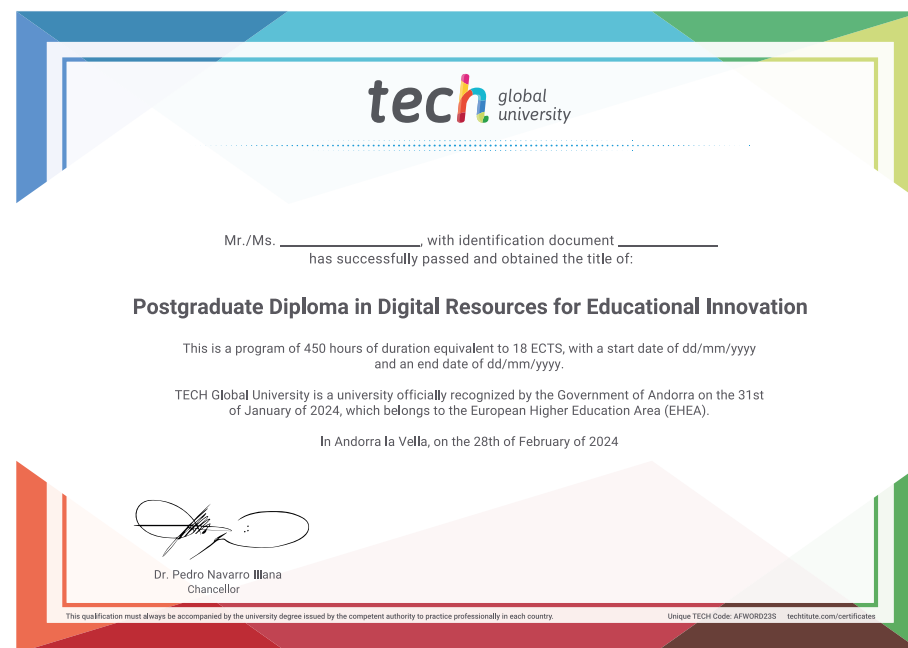 tech global university
Mr./Ms. ____________, with identification document ____________
has successfully passed and obtained the title of:
Postgraduate Diploma in Digital Resources for Educational Innovation
This is a program of 450 hours of duration equivalent to 18 ECTS, with a start date of dd/mm/yyyy
and an end date of dd/mm/yyyy.
TECH Global University is a university officially recognized by the Government of Andorra on the 31st
of January of 2024, which belongs to the European Higher Education Area (EHEA).
In Andorra la Vella, on the 28th of February of 2024
Dr. Pedro Navarro Illana
Chancellor
This qualification must always be accompanied by the university degree issued by the competent authority to practice professionally in each country.
Unique TECH Code: AFWORD23S techtitute.com/certificates